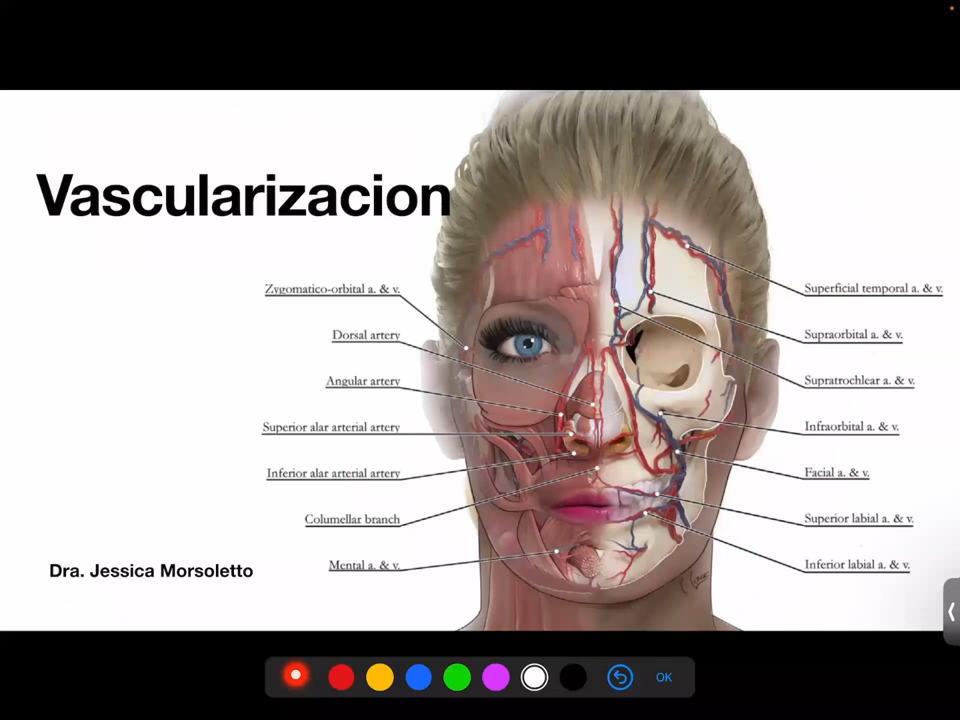 Vascularizacion
Zygomatico-orbital a. & v.
Dorsal artery
Angular artery
Superior alar arterial artery
Inferior alar arterial artery
Columellar branch
Mental a. & v.
Superficial temporal a. & v.
Supraorbital a. & v.
Supratrochlear a. & v.
Infraorbital a. & v.
Facial a. & v.
Superior labial a. & v.
Inferior labial a. & v.
Dra. Jessica Morsoletto
OK